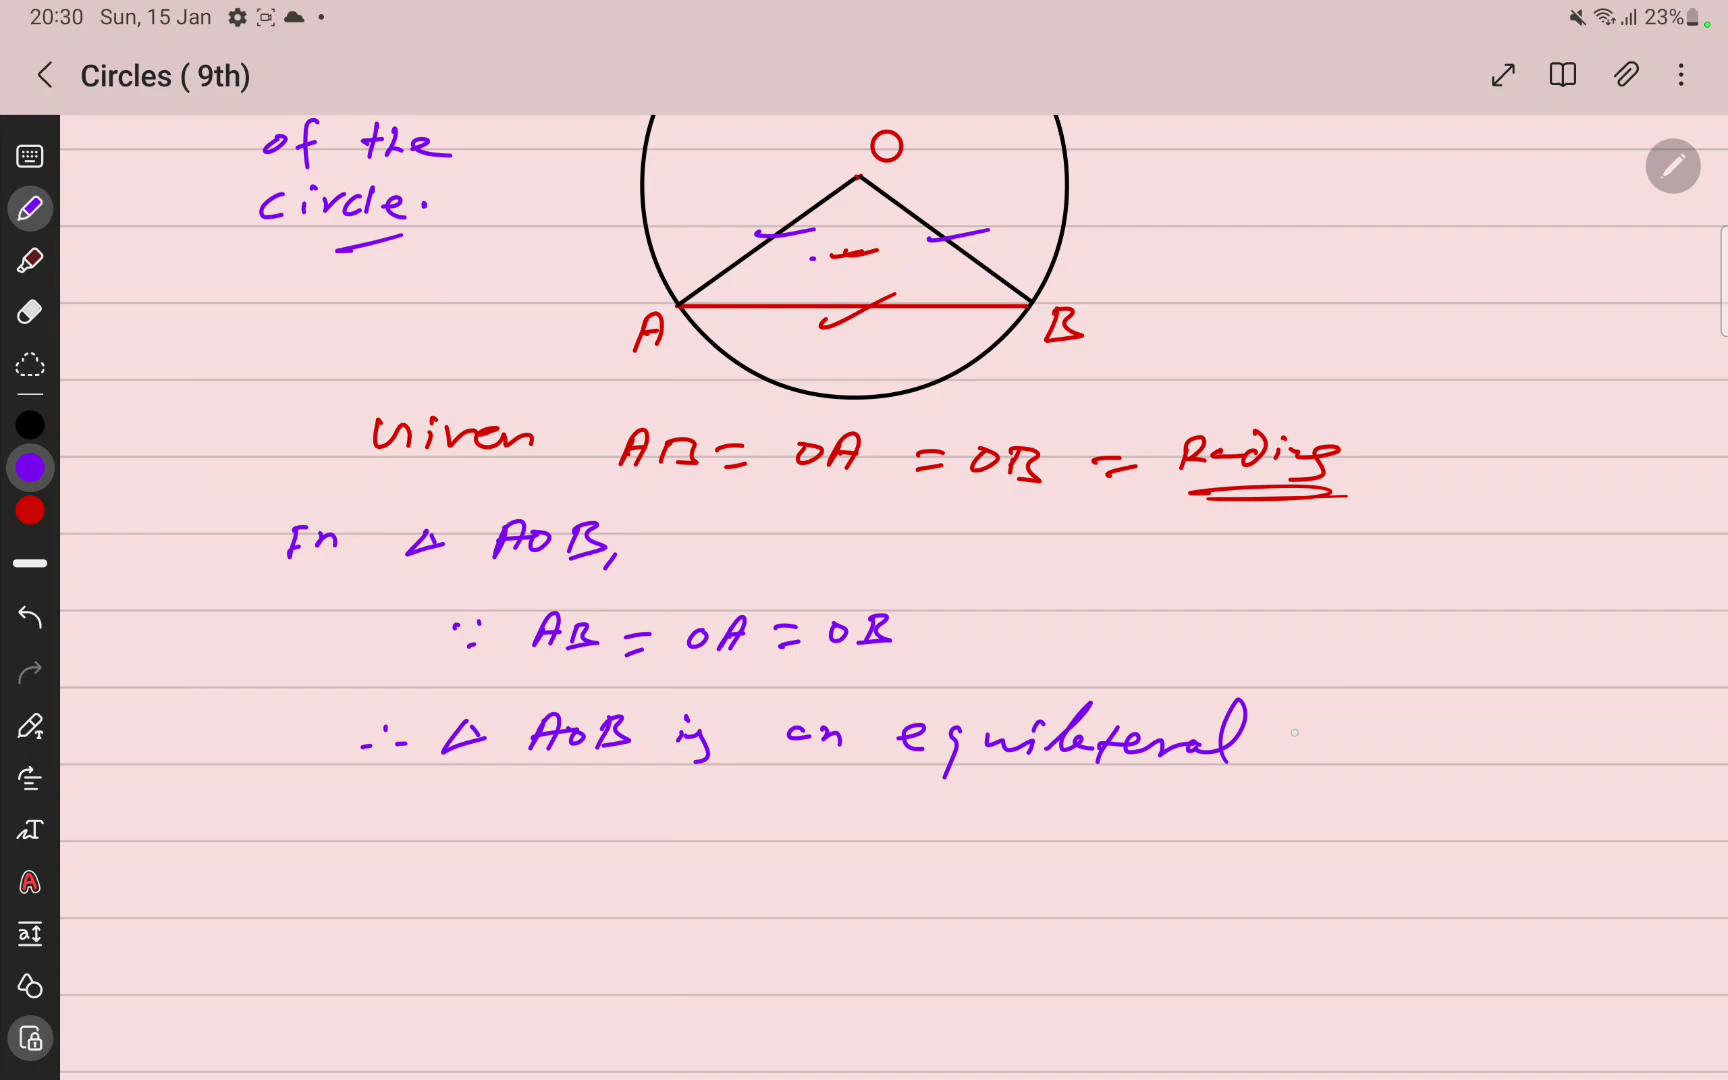 20:30 Sun, 15 Jan 23%
Circles ( 9th)
of the
circle.
O
A B
Given AB = OA = OB = Radius
In △ AOB,
∵ AB = OA = OB
∴ △ AOB is an equilateral